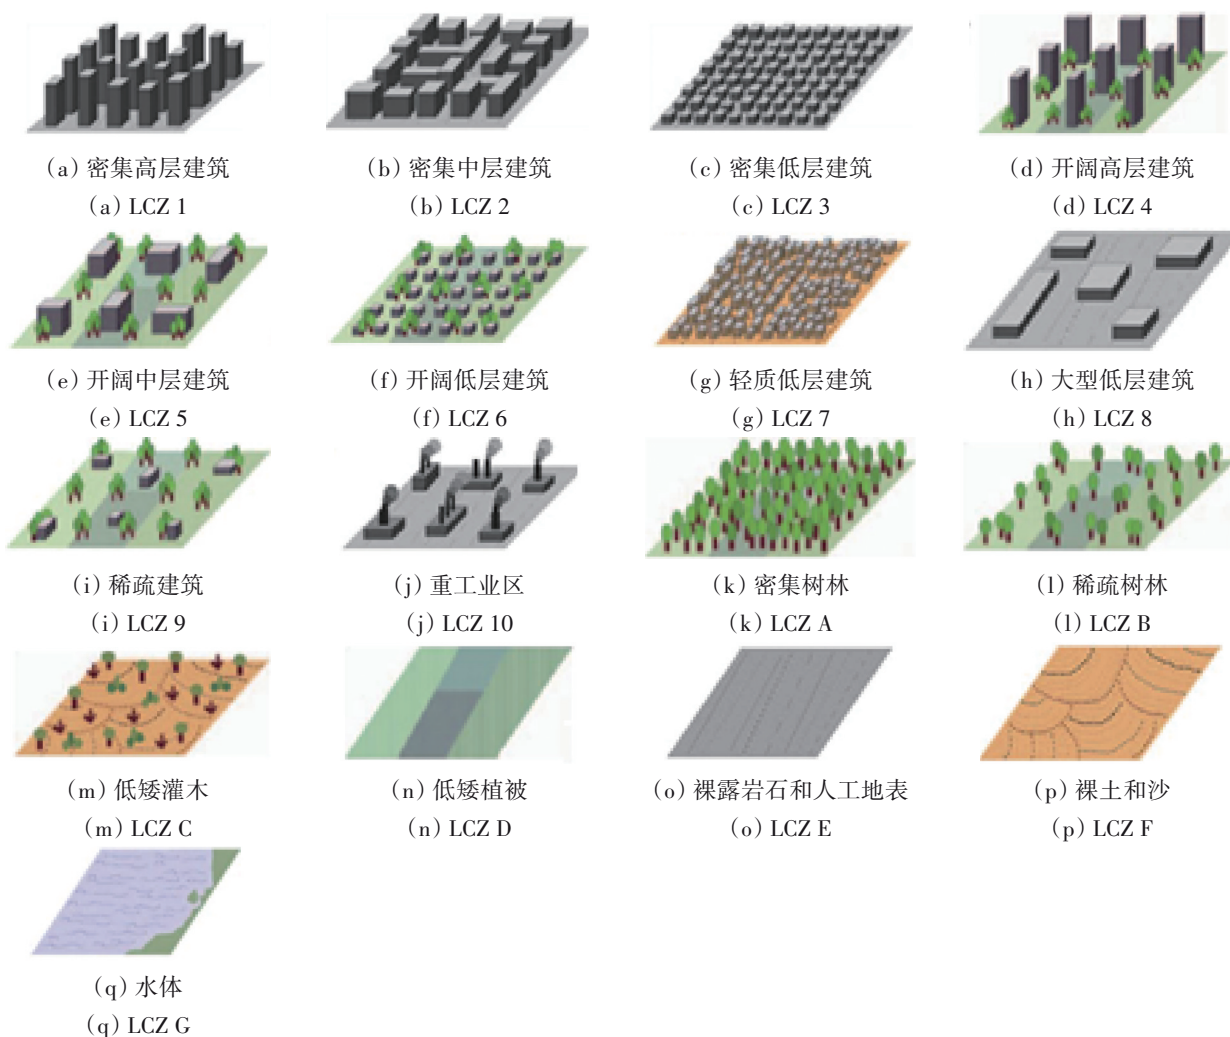 (a) 密集高层建筑
(a) LCZ 1
(b) 密集中层建筑
(b) LCZ 2
(c) 密集低层建筑
(c) LCZ 3
(d) 开阔高层建筑
(d) LCZ 4
(e) 开阔中层建筑
(e) LCZ 5
(f) 开阔低层建筑
(f) LCZ 6
(g) 轻质低层建筑
(g) LCZ 7
(h) 大型低层建筑
(h) LCZ 8
(i) 稀疏建筑
(i) LCZ 9
(j) 重工业区
(j) LCZ 10
(k) 密集树林
(k) LCZ A
(l) 稀疏树林
(l) LCZ B
(m) 低矮灌木
(m) LCZ C
(n) 低矮植被
(n) LCZ D
(o) 裸露岩石和人工地表
(o) LCZ E
(p) 裸土和沙
(p) LCZ F
(q) 水体
(q) LCZ G